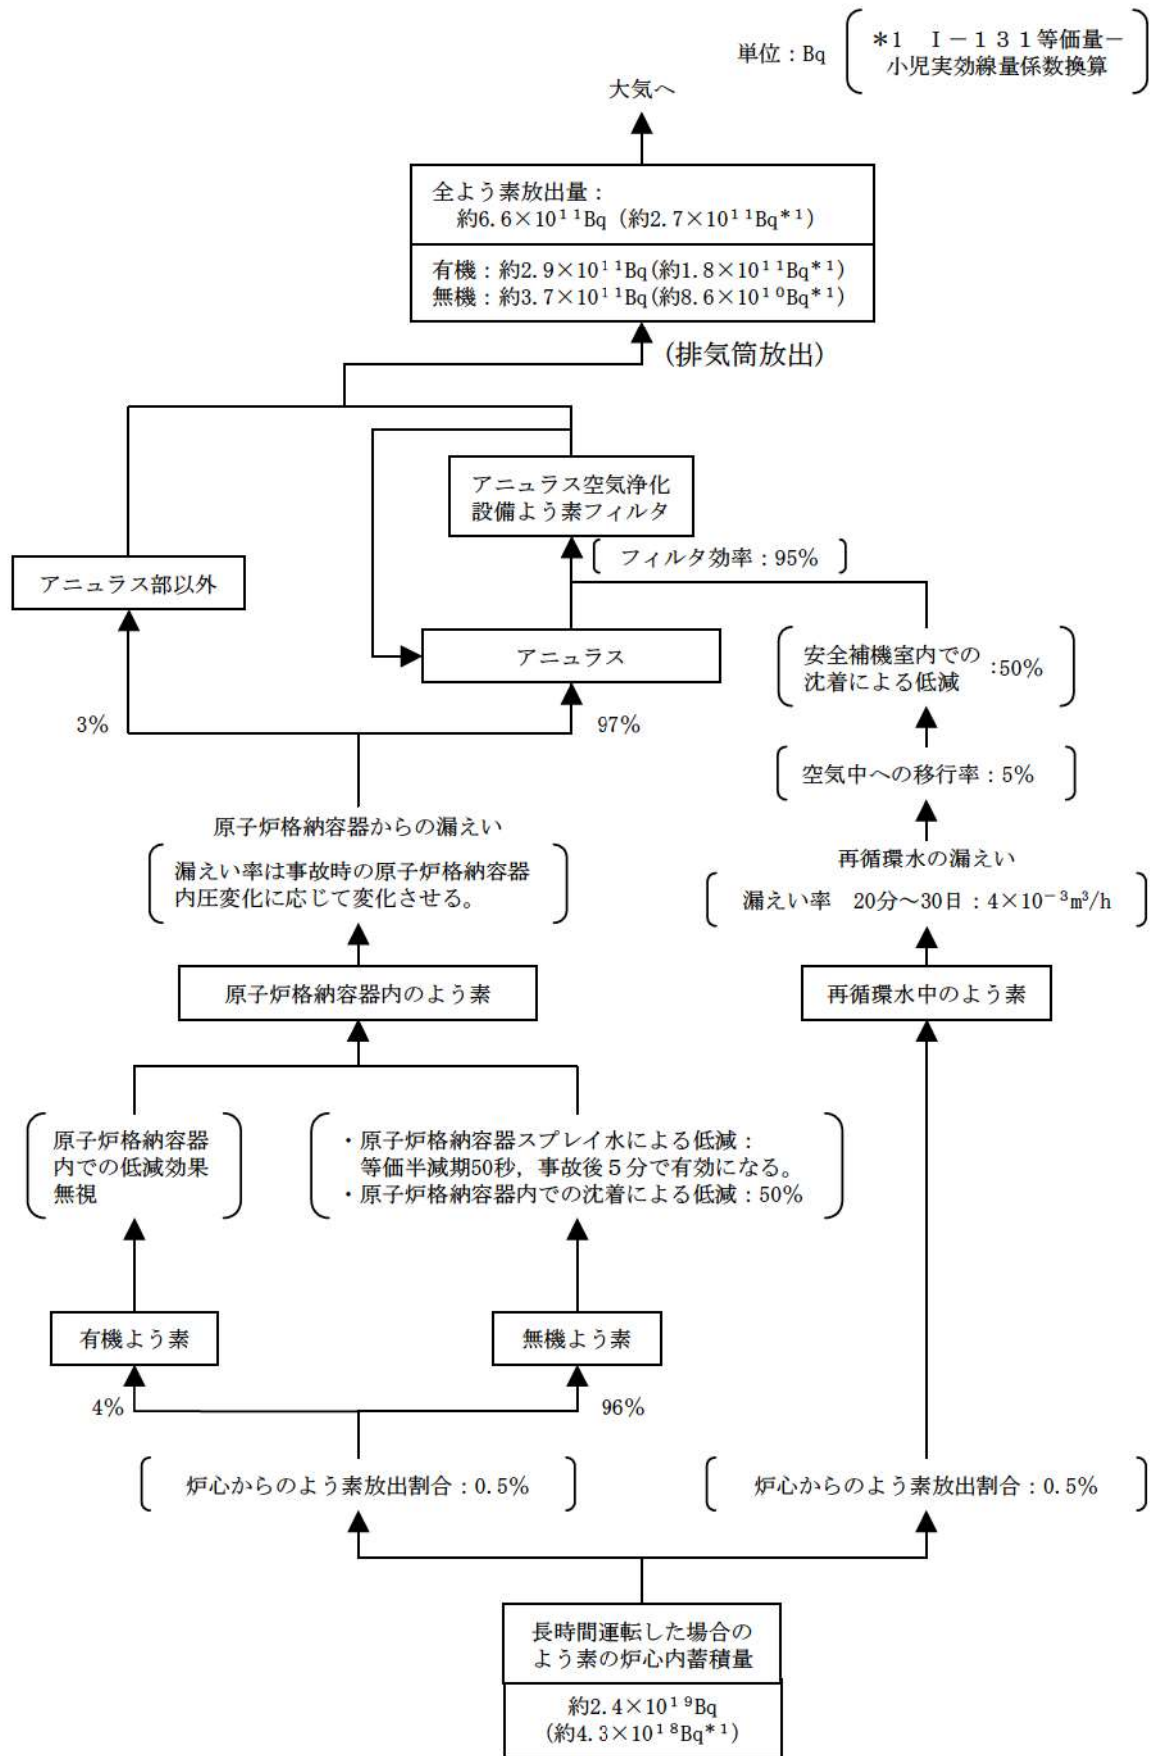 単位：Bq
＊1　Ｉ－１３１等価量－
小児実効線量係数換算
大気へ
全よう素放出量：
約6.6×10¹¹Bq（約2.7×10¹¹Bq*¹）
有機：約2.9×10¹¹Bq(約1.8×10¹¹Bq*¹)
無機：約3.7×10¹¹Bq(約8.6×10¹⁰Bq*¹)
(排気筒放出)
アニュラス空気浄化
設備よう素フィルタ
フィルタ効率：95%
アニュラス部以外
アニュラス
安全補機室内での
沈着による低減
：50%
3%
97%
空気中への移行率：5%
原子炉格納容器からの漏えい
漏えい率は事故時の原子炉格納容器
内圧変化に応じて変化させる。
再循環水の漏えい
漏えい率　20分～30日：4×10⁻³m³/h
原子炉格納容器内のよう素
再循環水中のよう素
原子炉格納容器
内での低減効果
無視
・原子炉格納容器スプレイ水による低減：
等価半減期50秒，事故後５分で有効になる。
・原子炉格納容器内での沈着による低減：50%
有機よう素
無機よう素
4%
96%
炉心からのよう素放出割合：0.5%
炉心からのよう素放出割合：0.5%
長時間運転した場合の
よう素の炉心内蓄積量
約2.4×10¹⁹Bq
(約4.3×10¹⁸Bq*¹)